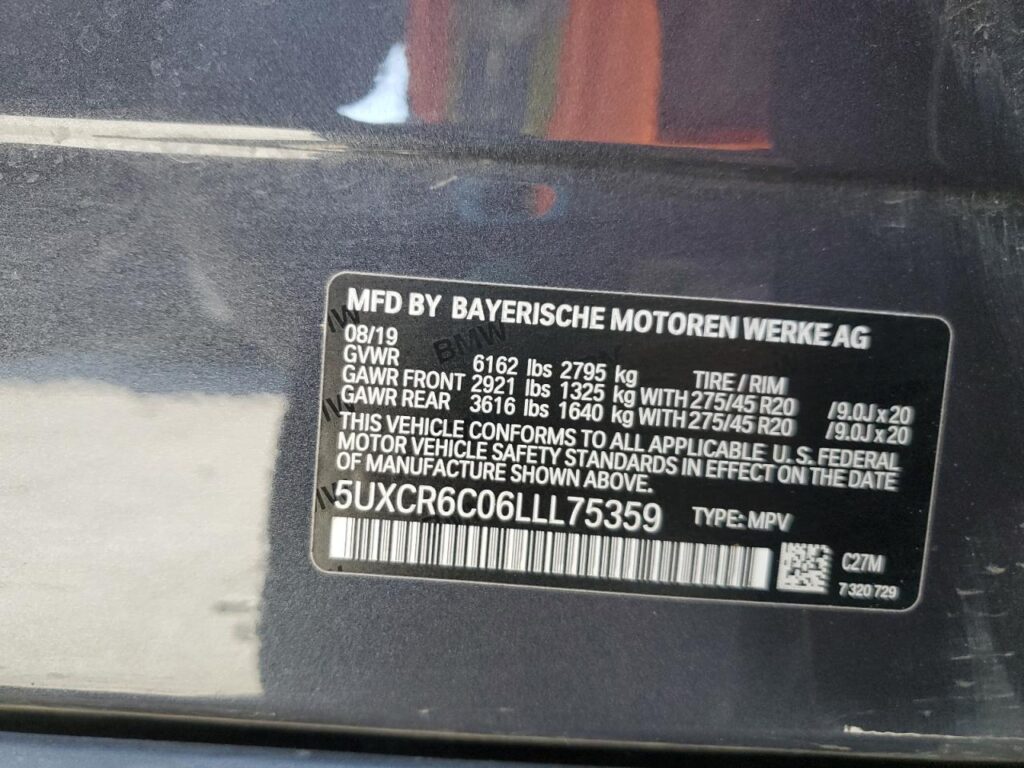 MFD BY BAYERISCHE MOTOREN WERKE AG
08/19
GVWR 6162 lbs 2795 kg TIRE / RIM
GAWR FRONT 2921 lbs 1325 kg WITH 275/45 R20 /9.0J x 20
GAWR REAR 3616 lbs 1640 kg WITH 275/45 R20 /9.0J x 20
THIS VEHICLE CONFORMS TO ALL APPLICABLE U.S. FEDERAL
MOTOR VEHICLE SAFETY STANDARDS IN EFFECT ON THE DATE
OF MANUFACTURE SHOWN ABOVE.
5UXCR6C06LLL75359 TYPE: MPV
C27M
7 320 729
BMW